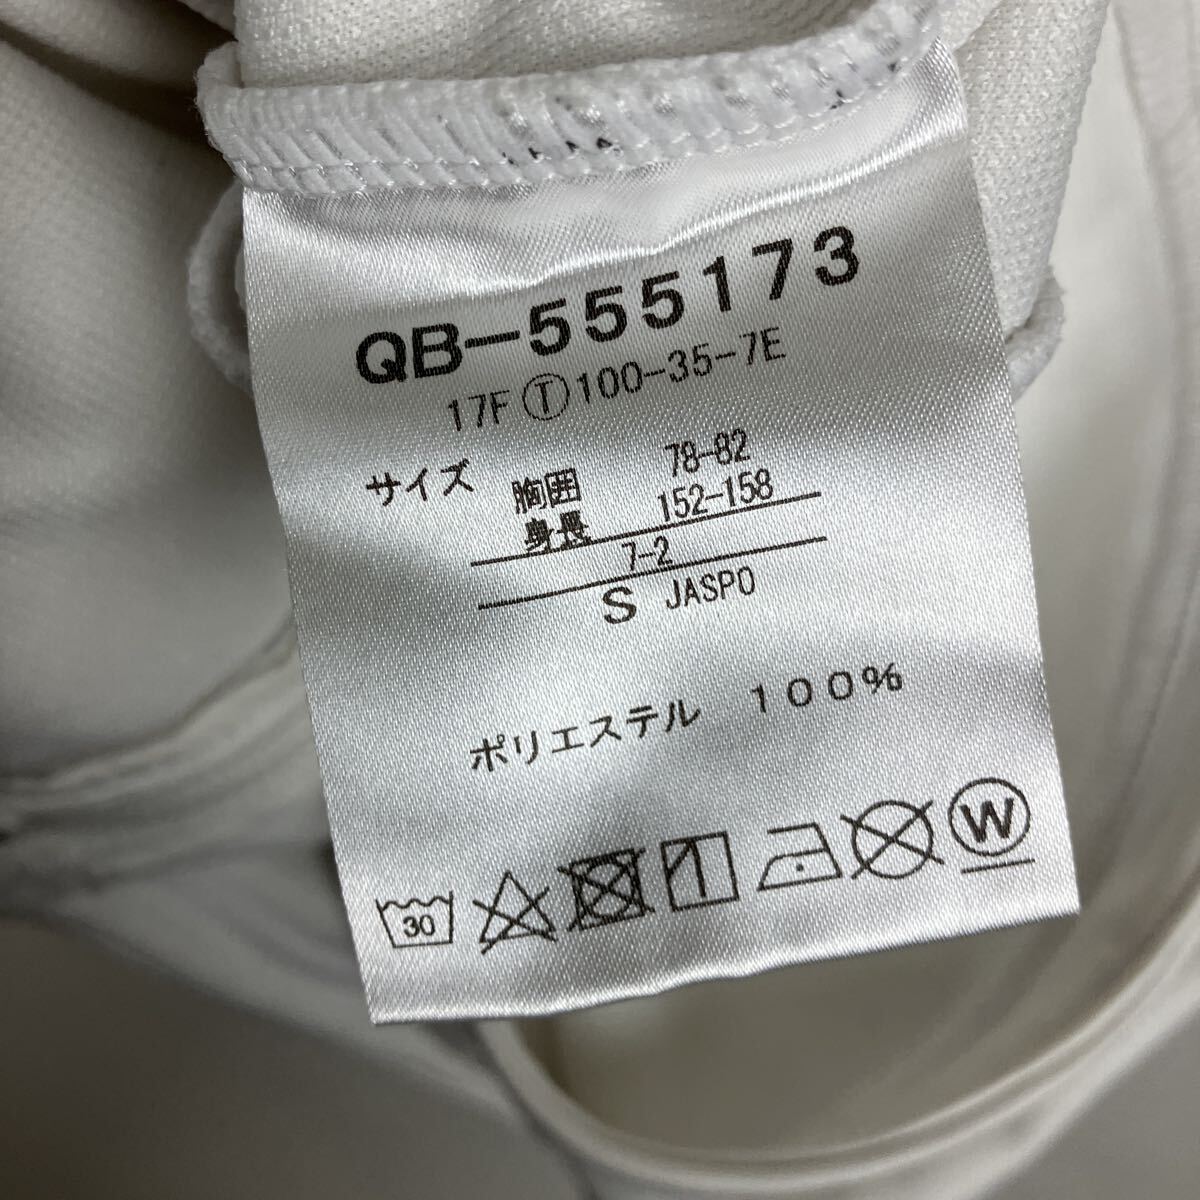 QB-555173
17F Ⓣ 100-35-7E
サイズ 胸囲 78-82
身長 152-158
7-2
S JASPO
ポリエステル 100%
30 W